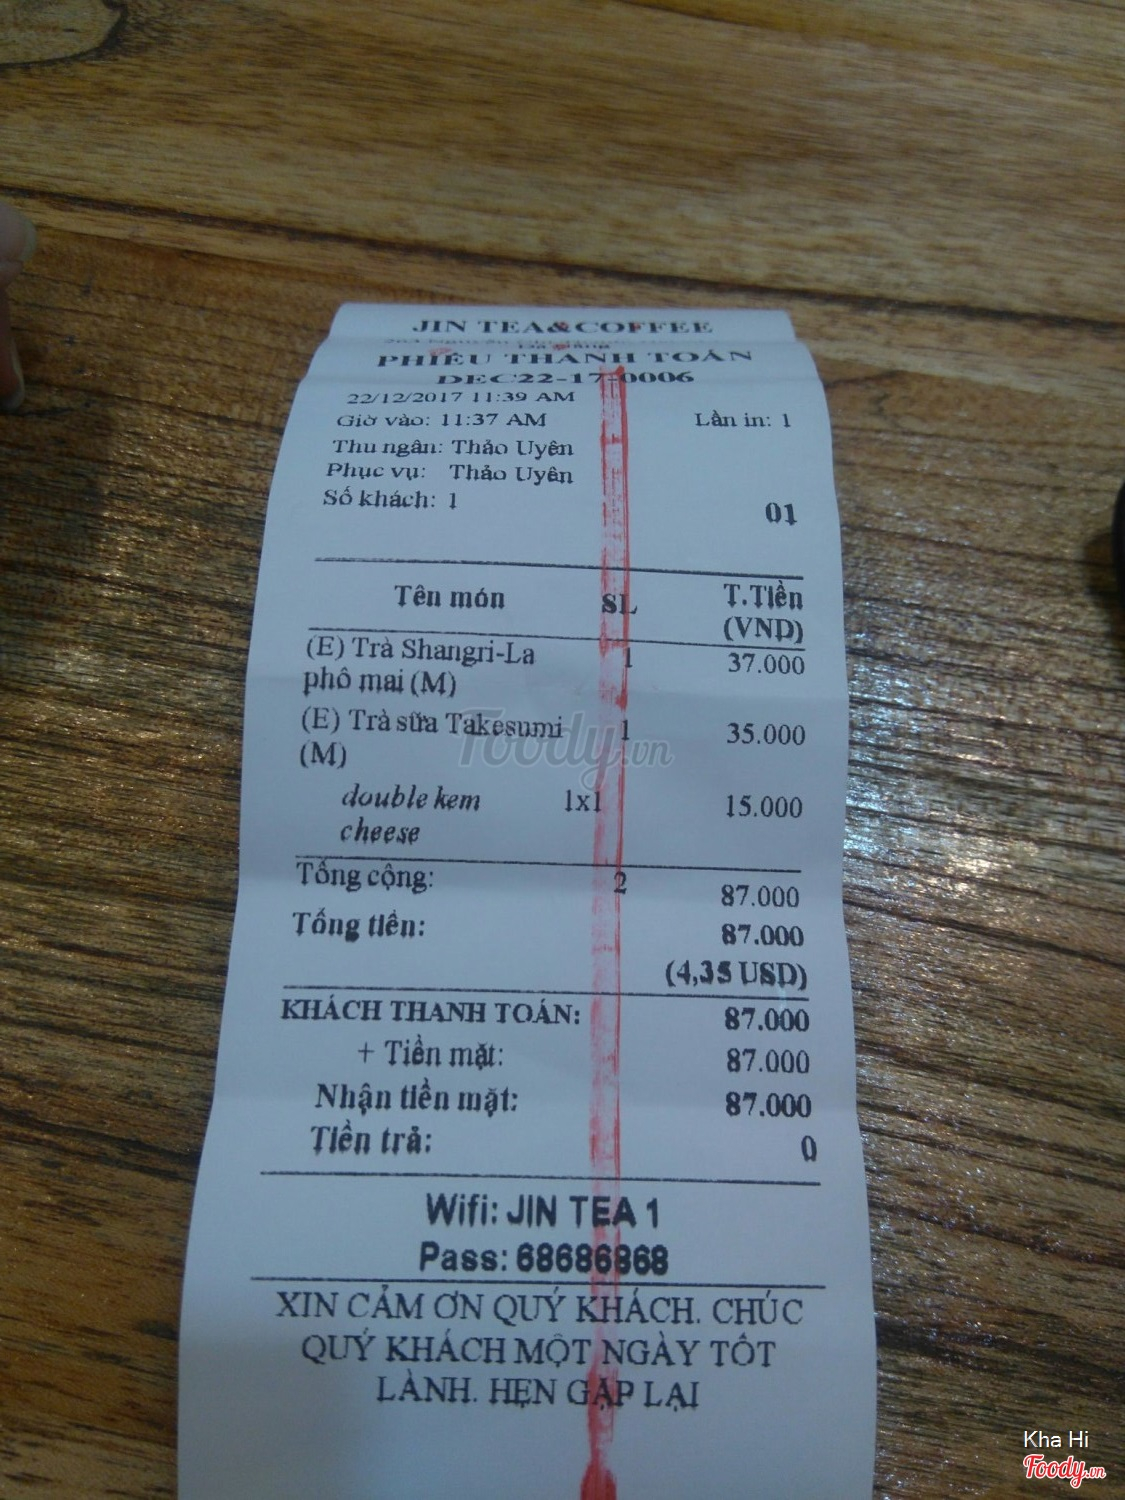 JIN TEA&COFFEE
PHIẾU THANH TOÁN
DEC22-17-0006
22/12/2017 11:39 AM
Giờ vào: 11:37 AM Lần in: 1
Thu ngân: Thảo Uyên
Phục vụ: Thảo Uyên
Số khách: 1
01
Tên món SL T.Tiền
(VND)
(E) Trà Shangri-La 1 37.000
phô mai (M)
(E) Trà sữa Takesumi 1 35.000
(M)
double kem 1x1 15.000
cheese
Tổng cộng: 2 87.000
Tổng tiền: 87.000
(4,35 USD)
KHÁCH THANH TOÁN: 87.000
+ Tiền mặt: 87.000
Nhận tiền mặt: 87.000
Tiền trả: 0
Wifi: JIN TEA 1
Pass: 68686868
XIN CẢM ƠN QUÝ KHÁCH. CHÚC
QUÝ KHÁCH MỘT NGÀY TỐT
LÀNH. HẸN GẶP LẠI
Foody.vn
Kha Hi
Foody.vn